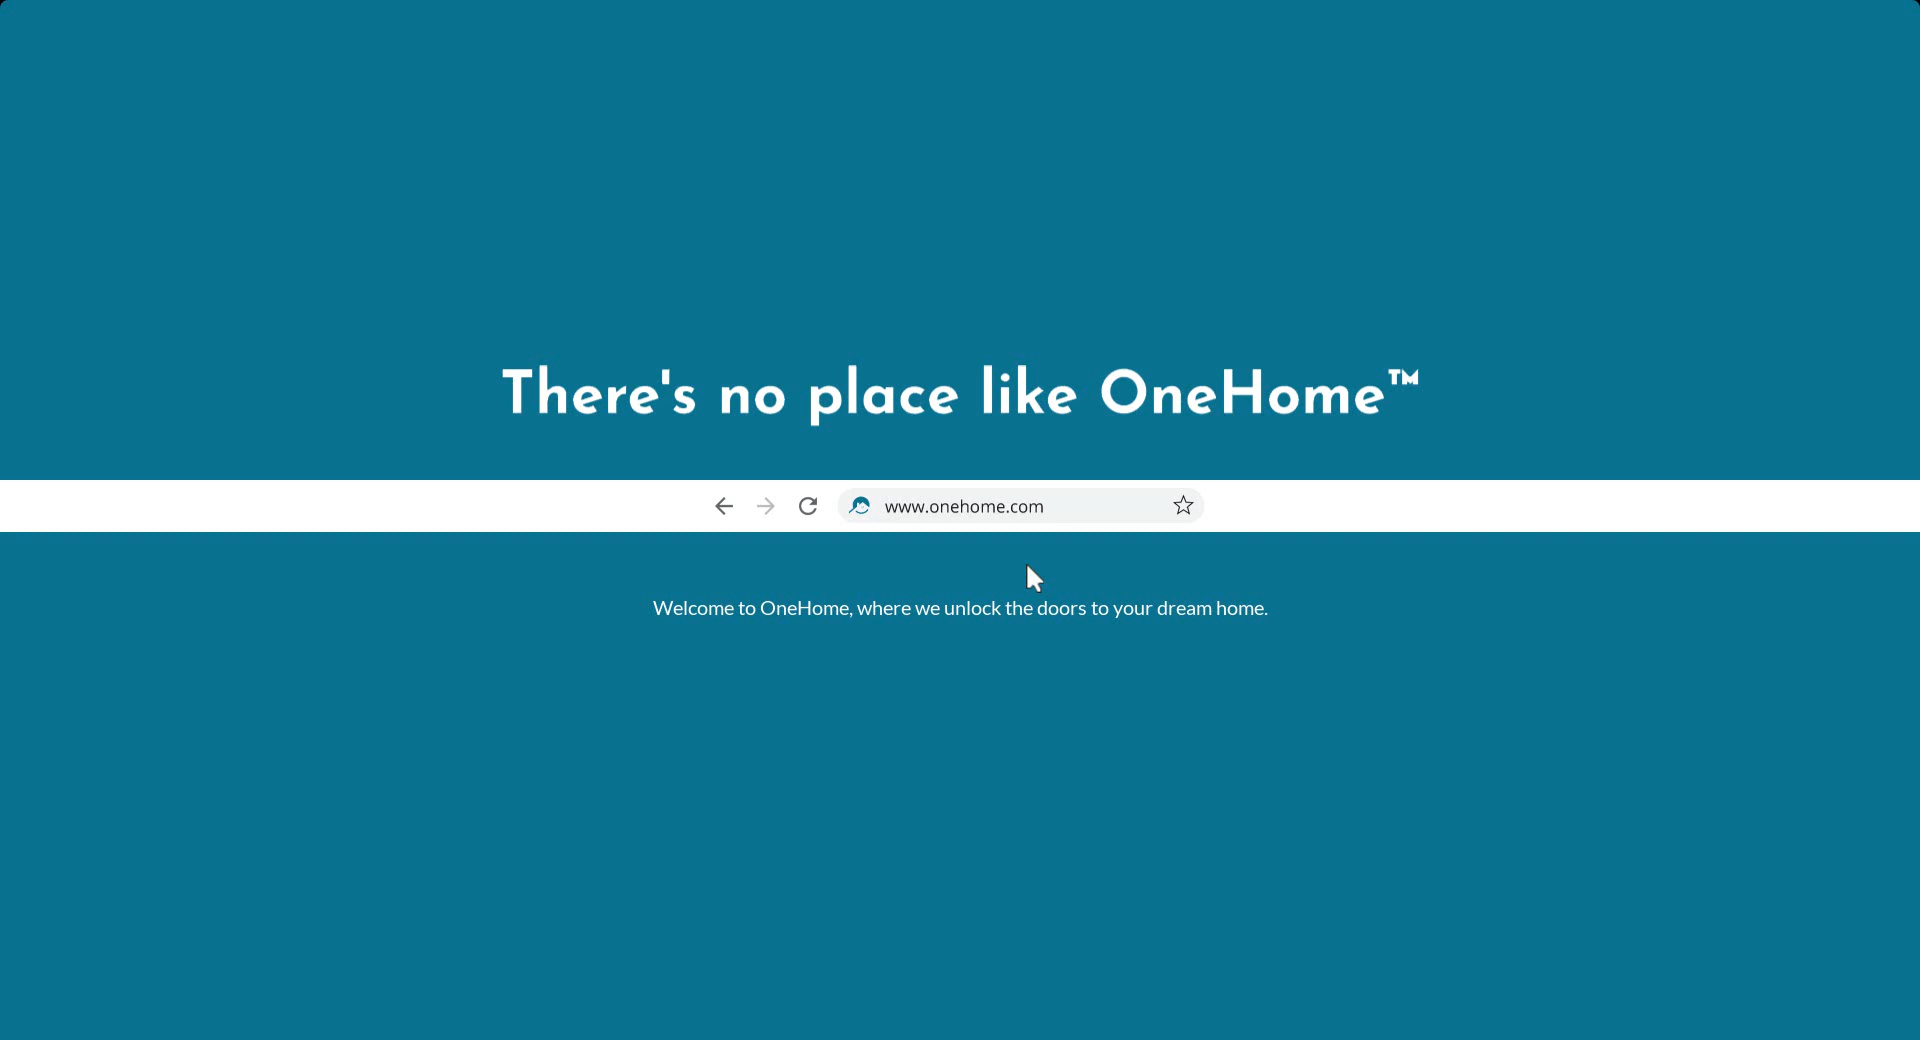 There's no place like OneHome™
www.onehome.com
Welcome to OneHome, where we unlock the doors to your dream home.